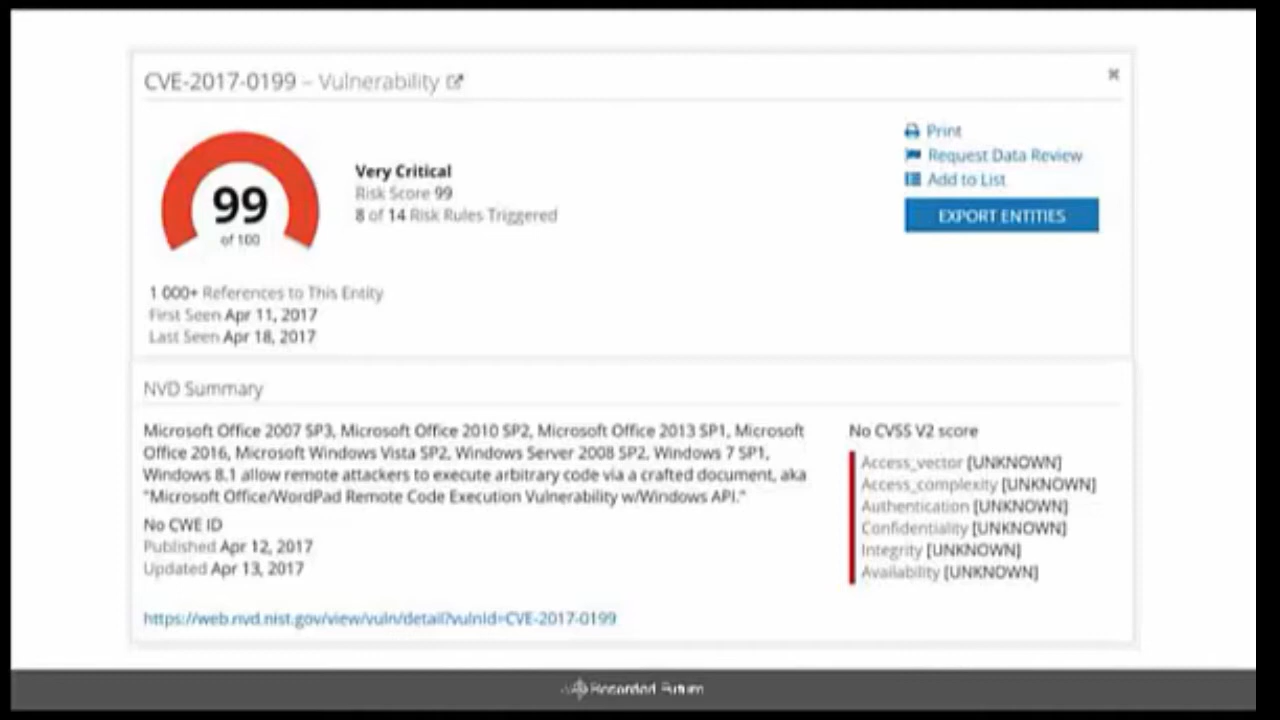 CVE-2017-0199 – Vulnerability
99
of 100
Very Critical
Risk Score 99
8 of 14 Risk Rules Triggered
Print
Request Data Review
Add to List
EXPORT ENTITIES
1 000+ References to This Entity
First Seen Apr 11, 2017
Last Seen Apr 18, 2017
NVD Summary
Microsoft Office 2007 SP3, Microsoft Office 2010 SP2, Microsoft Office 2013 SP1, Microsoft
Office 2016, Microsoft Windows Vista SP2, Windows Server 2008 SP2, Windows 7 SP1,
Windows 8.1 allow remote attackers to execute arbitrary code via a crafted document, aka
"Microsoft Office/WordPad Remote Code Execution Vulnerability w/Windows API."
No CWE ID
Published Apr 12, 2017
Updated Apr 13, 2017
https://web.nvd.nist.gov/view/vuln/detail?vulnId=CVE-2017-0199
No CVSS V2 score
Access_vector [UNKNOWN]
Access_complexity [UNKNOWN]
Authentication [UNKNOWN]
Confidentiality [UNKNOWN]
Integrity [UNKNOWN]
Availability [UNKNOWN]
Recorded Future